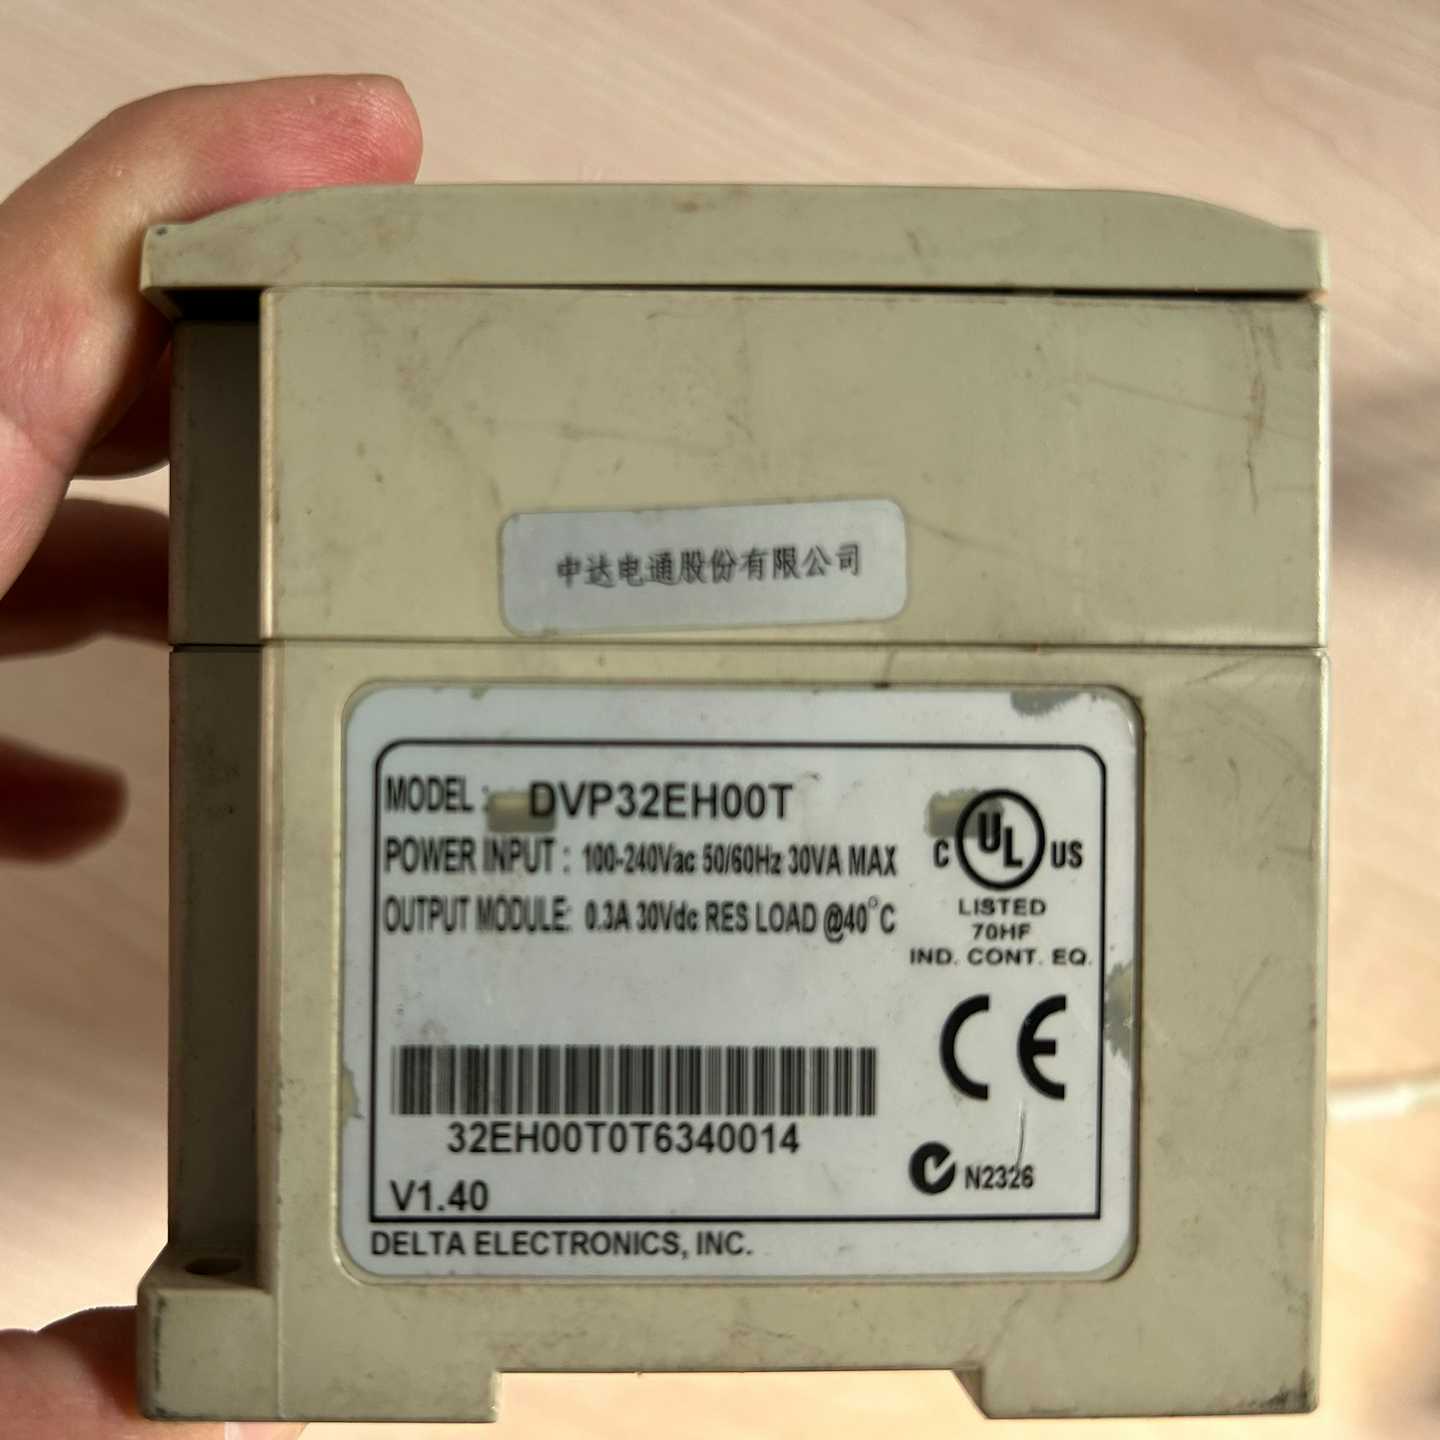 中达电通股份有限公司
MODEL : DVP32EH00T
POWER INPUT : 100-240Vac 50/60Hz 30VA MAX
OUTPUT MODULE: 0.3A 30Vdc RES LOAD @40°C
C UL US
LISTED
70HF
IND. CONT. EQ.
CE
32EH00T0T6340014
N2326
V1.40
DELTA ELECTRONICS, INC.